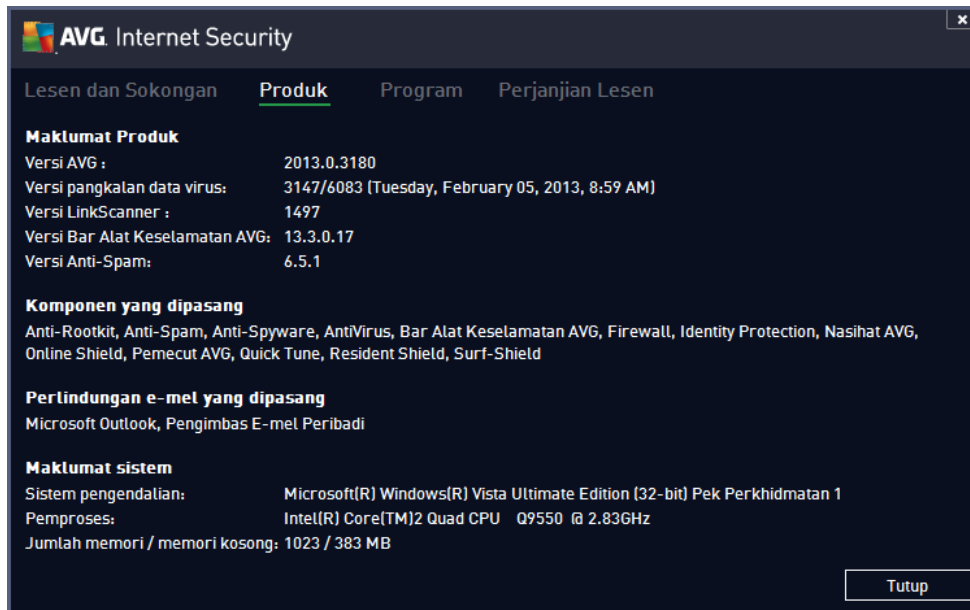 AVG. Internet Security
Lesen dan Sokongan Produk Program Perjanjian Lesen
Maklumat Produk
Versi AVG : 2013.0.3180
Versi pangkalan data virus: 3147/6083 (Tuesday, February 05, 2013, 8:59 AM)
Versi LinkScanner : 1497
Versi Bar Alat Keselamatan AVG: 13.3.0.17
Versi Anti-Spam: 6.5.1
Komponen yang dipasang
Anti-Rootkit, Anti-Spam, Anti-Spyware, AntiVirus, Bar Alat Keselamatan AVG, Firewall, Identity Protection, Nasihat AVG,
Online Shield, Pemecut AVG, Quick Tune, Resident Shield, Surf-Shield
Perlindungan e-mel yang dipasang
Microsoft Outlook, Pengimbas E-mel Peribadi
Maklumat sistem
Sistem pengendalian: Microsoft(R) Windows(R) Vista Ultimate Edition (32-bit) Pek Perkhidmatan 1
Pemproses: Intel(R) Core(TM)2 Quad CPU Q9550 @ 2.83GHz
Jumlah memori / memori kosong: 1023 / 383 MB
Tutup